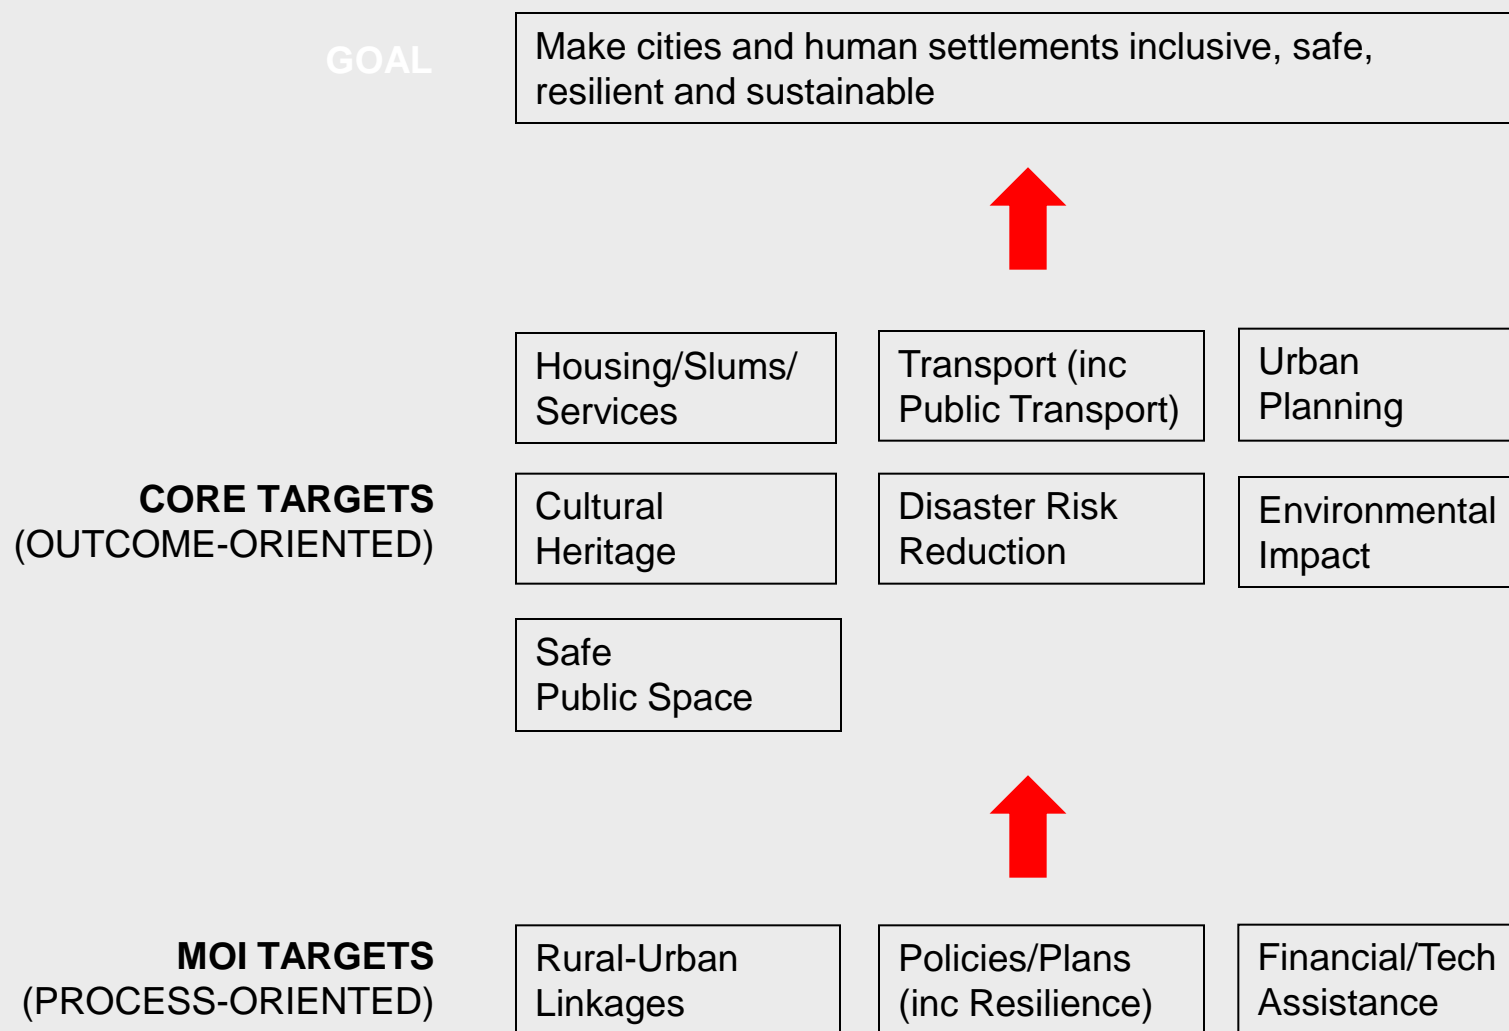 GOAL
Make cities and human settlements inclusive, safe,
resilient and sustainable
Housing/Slums/
Services
Transport (inc
Public Transport)
Urban
Planning
CORE TARGETS
(OUTCOME-ORIENTED)
Cultural
Heritage
Disaster Risk
Reduction
Environmental
Impact
Safe
Public Space
MOI TARGETS
(PROCESS-ORIENTED)
Rural-Urban
Linkages
Policies/Plans
(inc Resilience)
Financial/Tech
Assistance